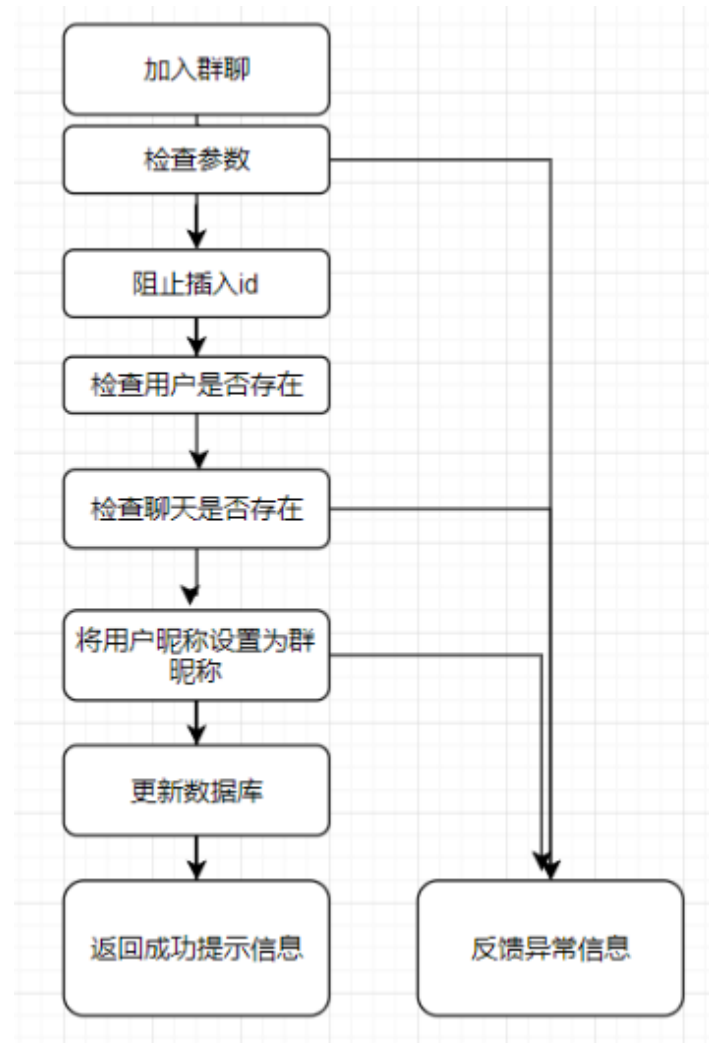 加入群聊
检查参数
阻止插入id
检查用户是否存在
检查聊天是否存在
将用户昵称设置为群
昵称
更新数据库
返回成功提示信息
反馈异常信息